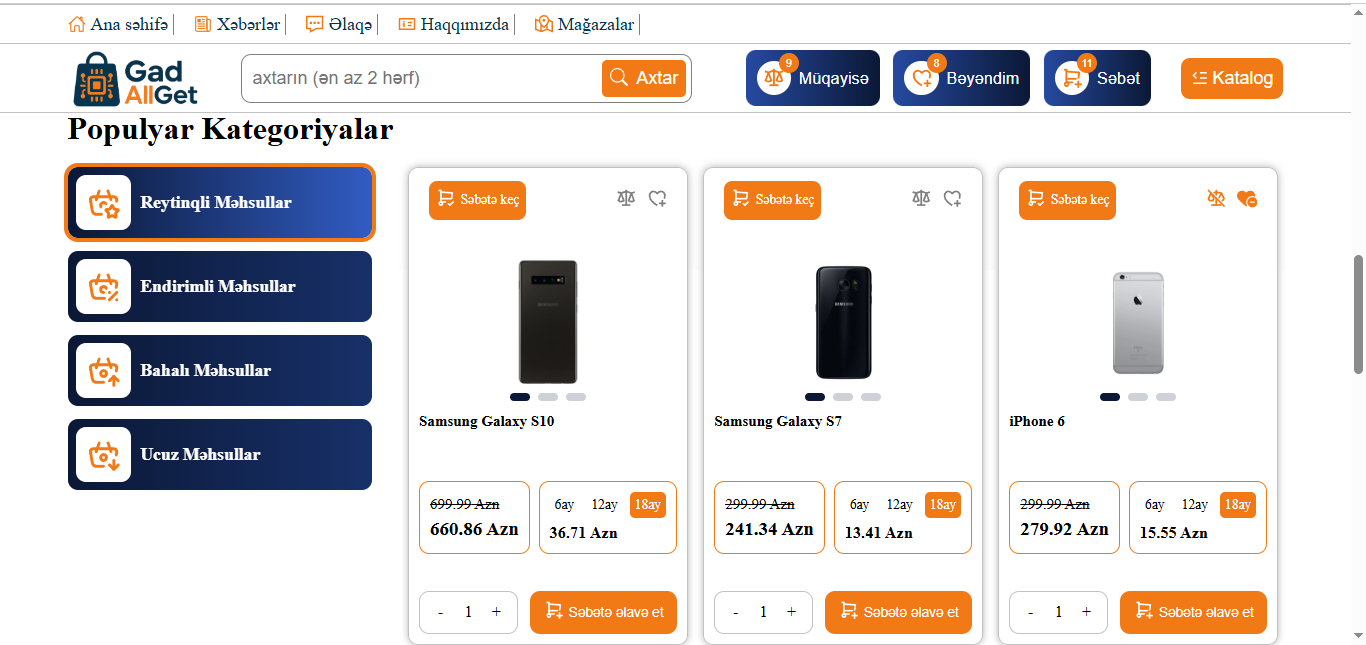 Ana səhifə
Xəbərlər
Əlaqə
Haqqımızda
Mağazalar
Gad
AllGet
axtarın (ən az 2 hərf)
Axtar
9
Müqayisə
8
Bəyəndim
11
Səbət
Katalog
Populyar Kategoriyalar
Reytinqli Məhsullar
Endirimli Məhsullar
Bahalı Məhsullar
Ucuz Məhsullar
Səbətə keç
SAMSUNG
Samsung Galaxy S10
699.99 Azn
660.86 Azn
6ay 12ay 18ay
36.71 Azn
- 1 +
Səbətə əlavə et
Səbətə keç
SAMSUNG
Samsung Galaxy S7
299.99 Azn
241.34 Azn
6ay 12ay 18ay
13.41 Azn
- 1 +
Səbətə əlavə et
Səbətə keç
iPhone 6
299.99 Azn
279.92 Azn
6ay 12ay 18ay
15.55 Azn
- 1 +
Səbətə əlavə et